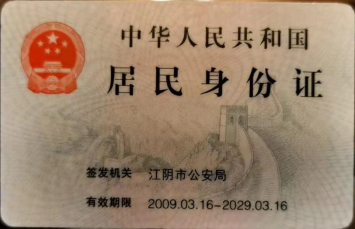 中华人民共和国
居民身份证
签发机关 江阴市公安局
有效期限 2009.03.16-2029.03.16